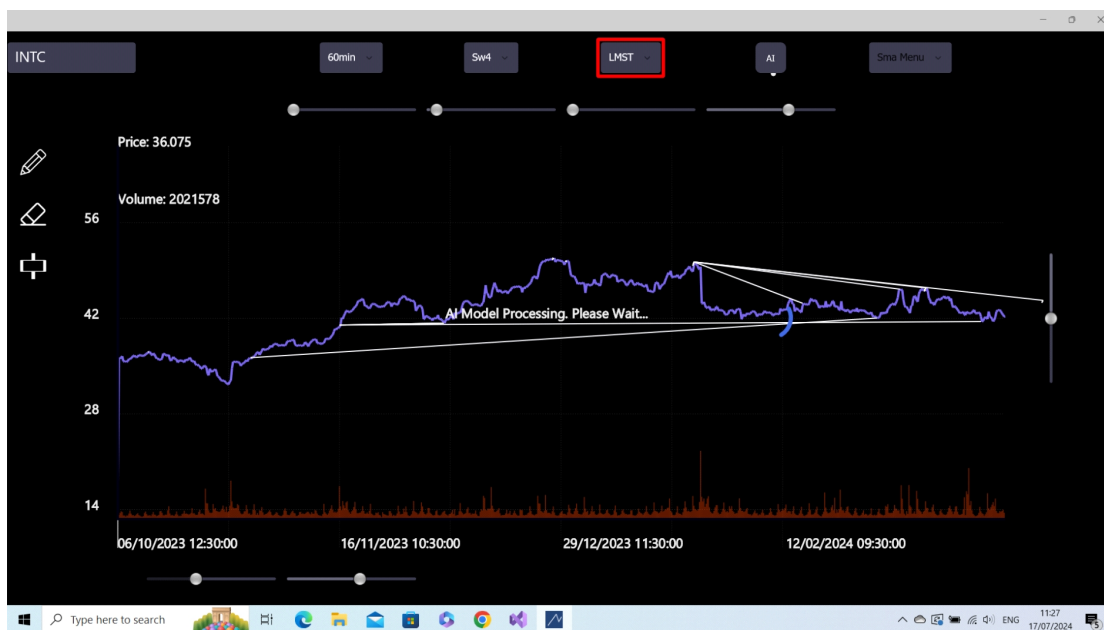 INTC
60min
Sw4
LMST
AI
Sma Menu
Price: 36.075
Volume: 2021578
56
42
AI Model Processing. Please Wait...
28
14
06/10/2023 12:30:00
16/11/2023 10:30:00
29/12/2023 11:30:00
12/02/2024 09:30:00
Type here to search
ENG
11:27
17/07/2024
5